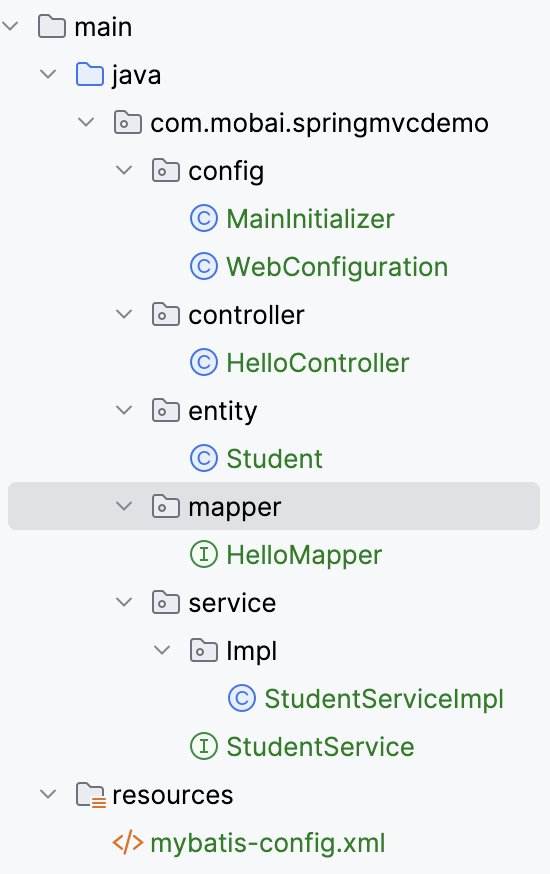 main
java
com.mobai.springmvcdemo
config
C MainInitializer
C WebConfiguration
controller
C HelloController
entity
C Student
mapper
I HelloMapper
service
Impl
C StudentServiceImpl
I StudentService
resources
</> mybatis-config.xml